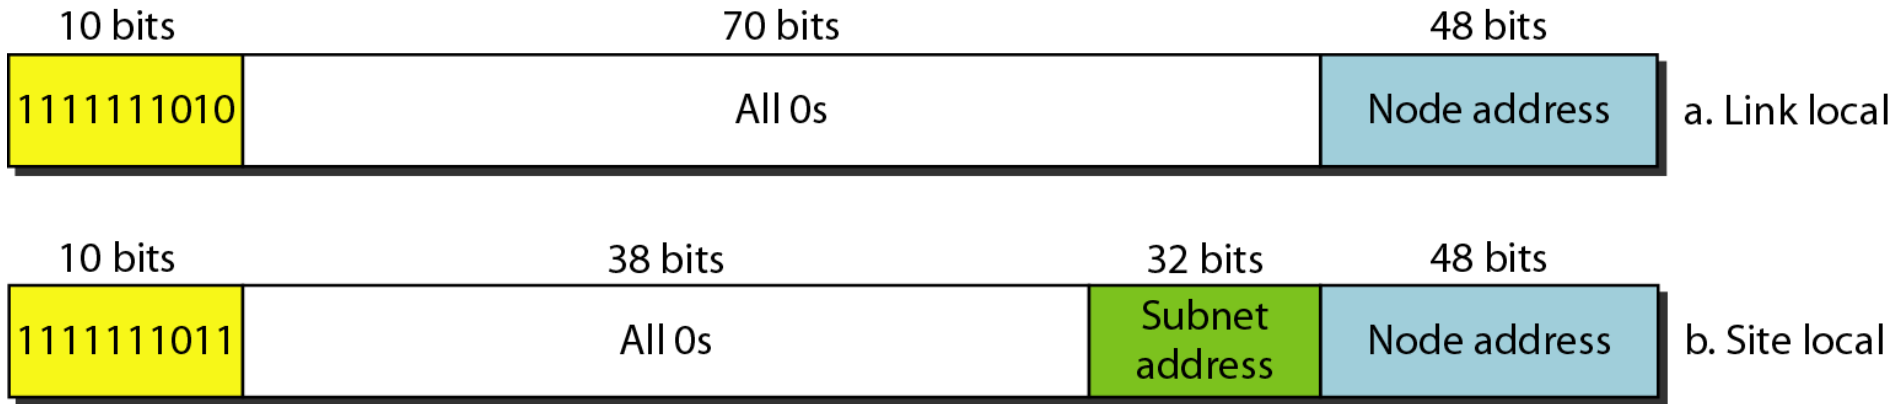 10 bits 70 bits 48 bits
1111111010 All 0s Node address a. Link local
10 bits 38 bits 32 bits 48 bits
1111111011 All 0s Subnet address Node address b. Site local